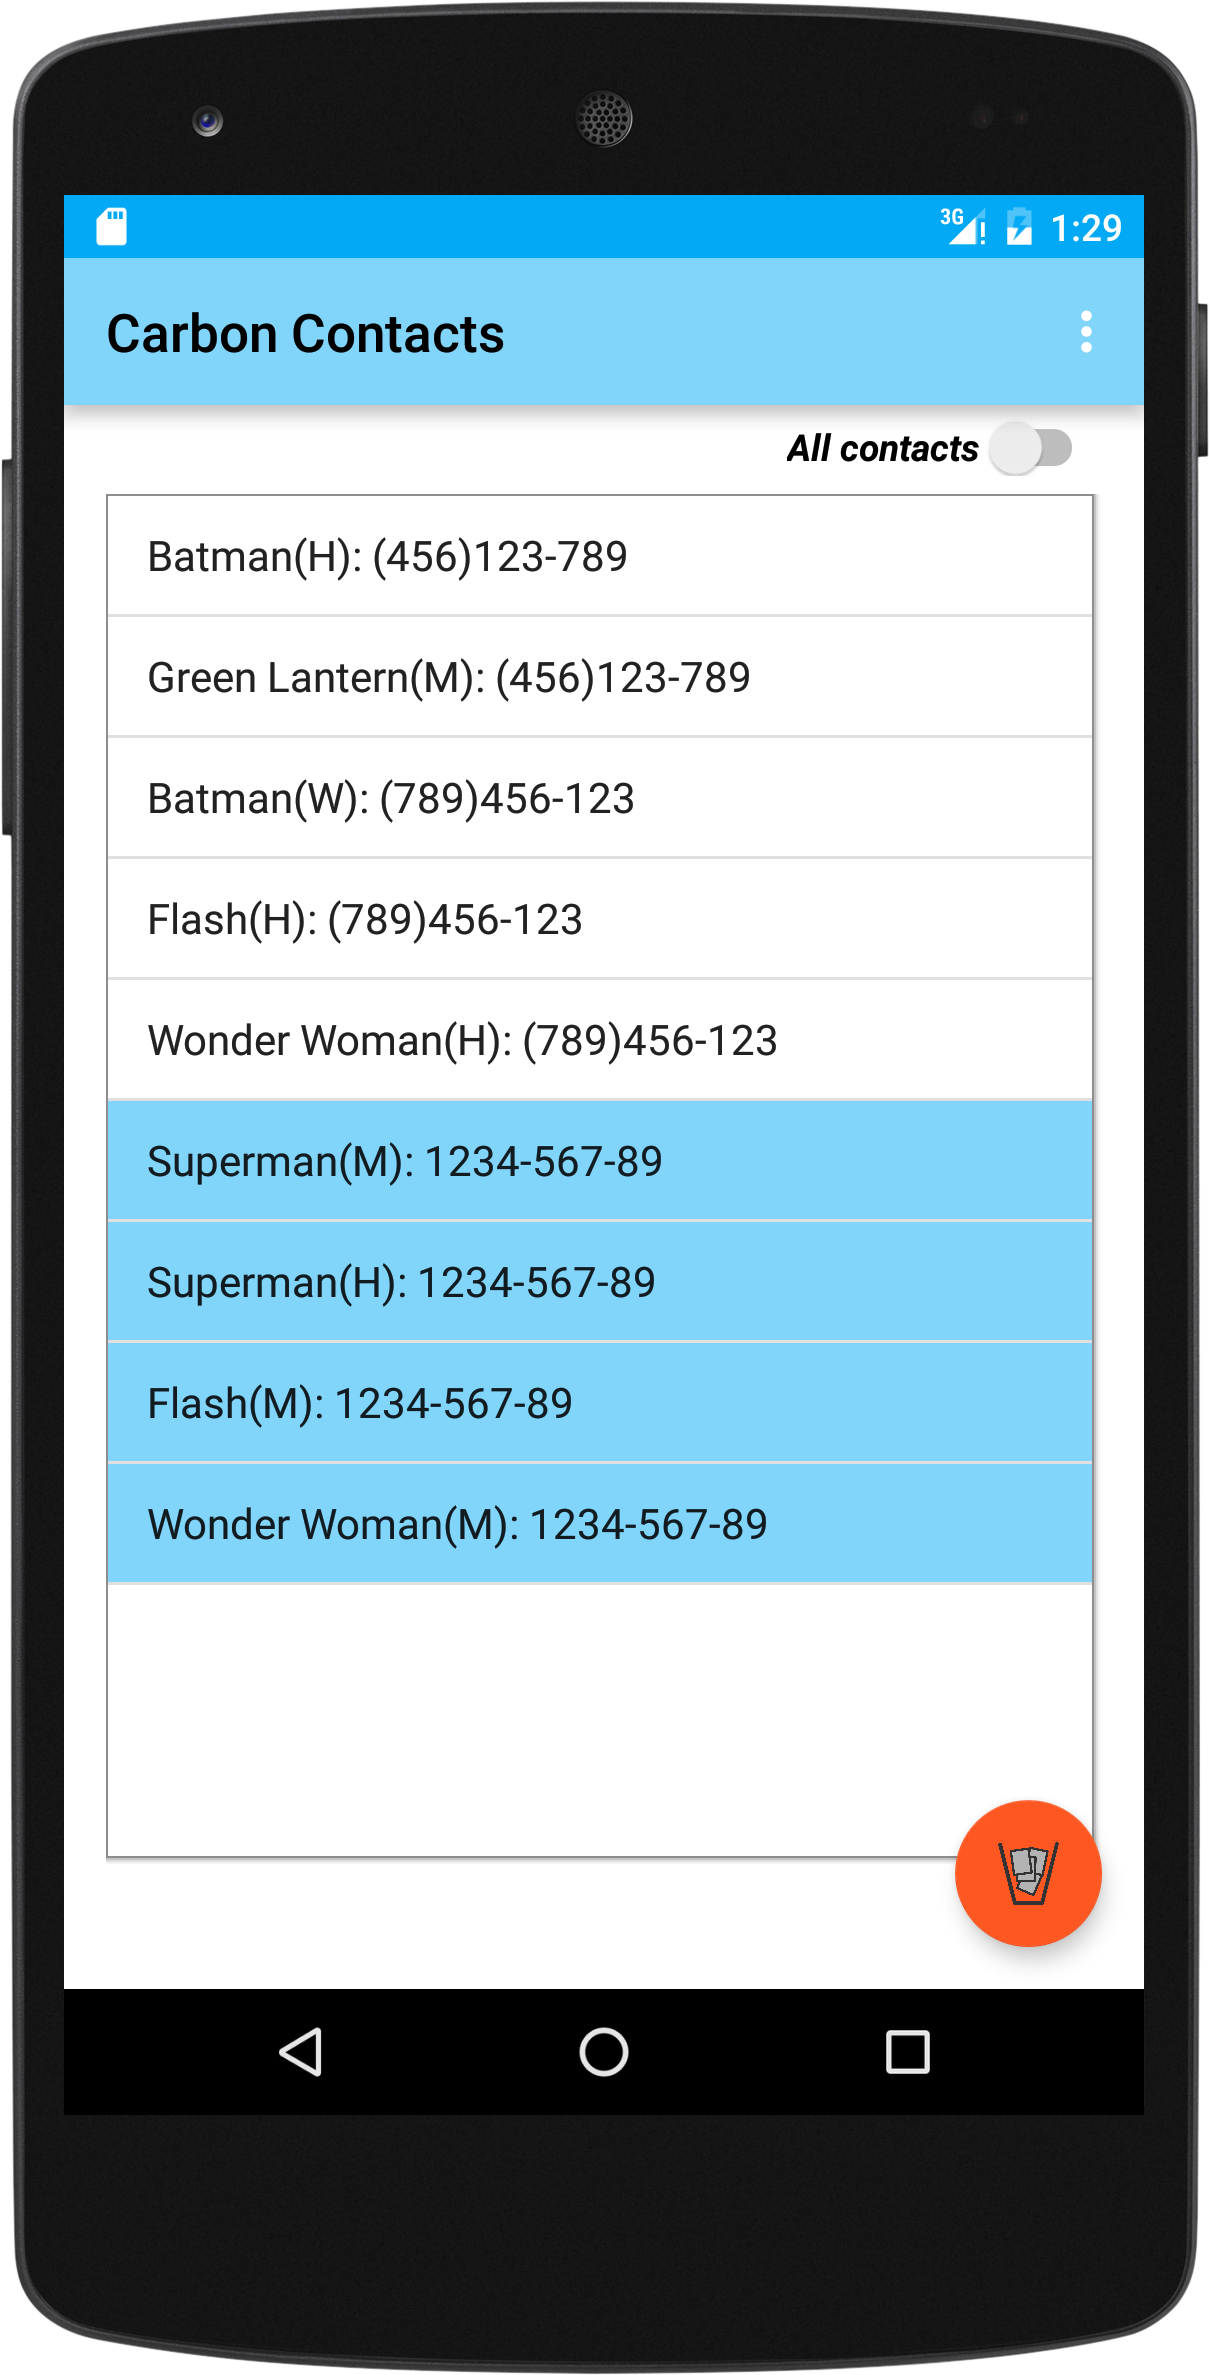 3G 1:29
Carbon Contacts
All contacts
Batman(H): (456)123-789
Green Lantern(M): (456)123-789
Batman(W): (789)456-123
Flash(H): (789)456-123
Wonder Woman(H): (789)456-123
Superman(M): 1234-567-89
Superman(H): 1234-567-89
Flash(M): 1234-567-89
Wonder Woman(M): 1234-567-89